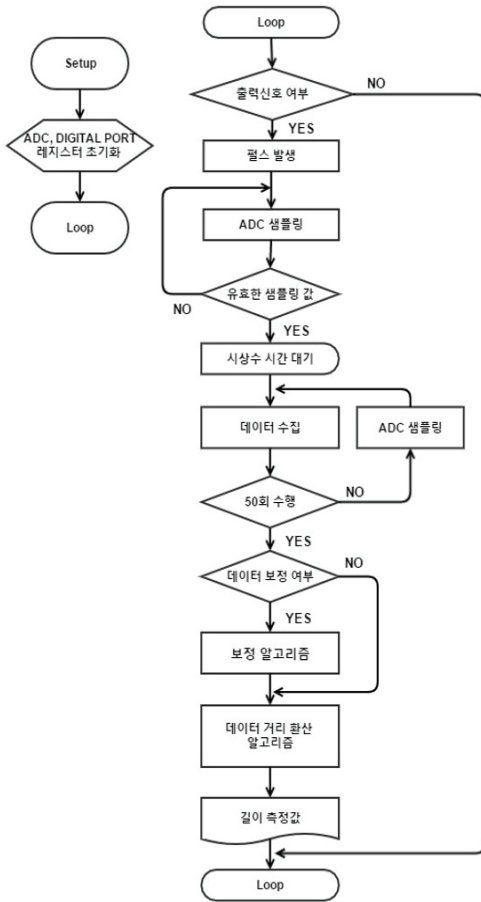 Setup
ADC, DIGITAL PORT
레지스터 초기화
Loop
Loop
출력신호 여부
NO
YES
펄스 발생
ADC 샘플링
유효한 샘플링 값
NO
YES
시상수 시간 대기
데이터 수집
ADC 샘플링
50회 수행
NO
YES
데이터 보정 여부
NO
YES
보정 알고리즘
데이터 거리 환산
알고리즘
길이 측정값
Loop